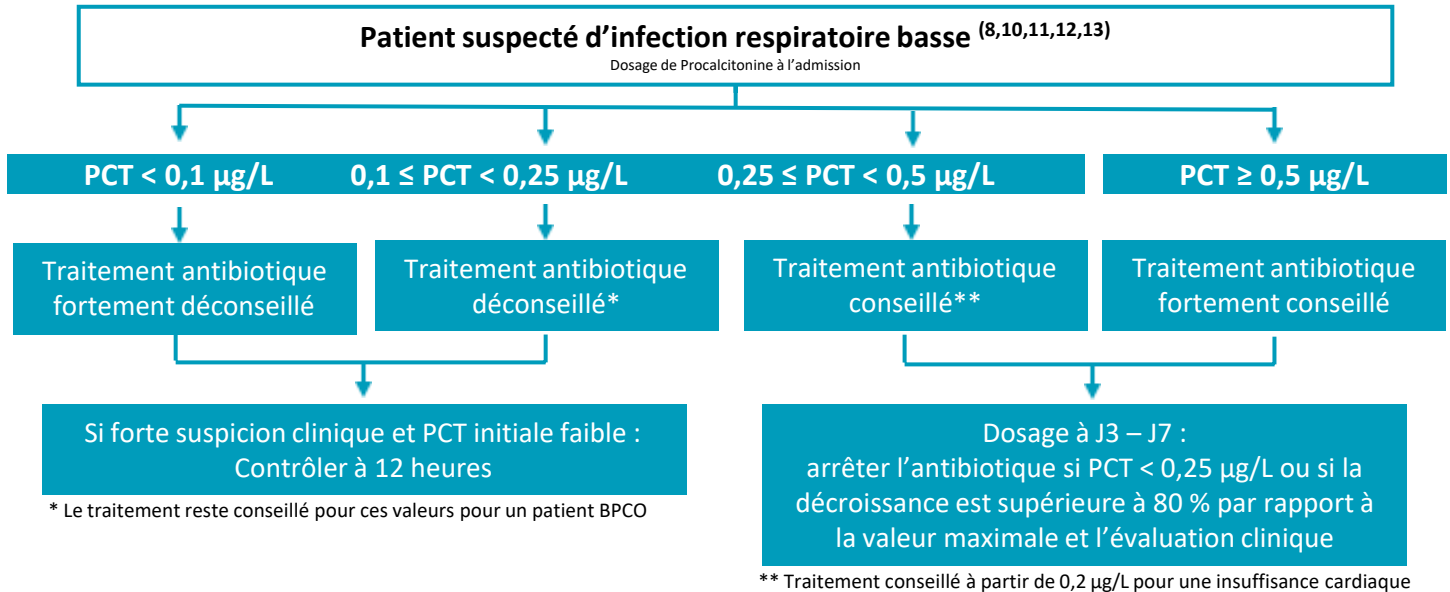 Patient suspecté d’infection respiratoire basse (8,10,11,12,13)
Dosage de Procalcitonine à l’admission
PCT < 0,1 µg/L
0,1 ≤ PCT < 0,25 µg/L
0,25 ≤ PCT < 0,5 µg/L
PCT ≥ 0,5 µg/L
Traitement antibiotique
fortement déconseillé
Traitement antibiotique
déconseillé*
Traitement antibiotique
conseillé**
Traitement antibiotique
fortement conseillé
Si forte suspicion clinique et PCT initiale faible :
Contrôler à 12 heures
* Le traitement reste conseillé pour ces valeurs pour un patient BPCO
Dosage à J3 – J7 :
arrêter l’antibiotique si PCT < 0,25 µg/L ou si la
décroissance est supérieure à 80 % par rapport à
la valeur maximale et l’évaluation clinique
** Traitement conseillé à partir de 0,2 µg/L pour une insuffisance cardiaque